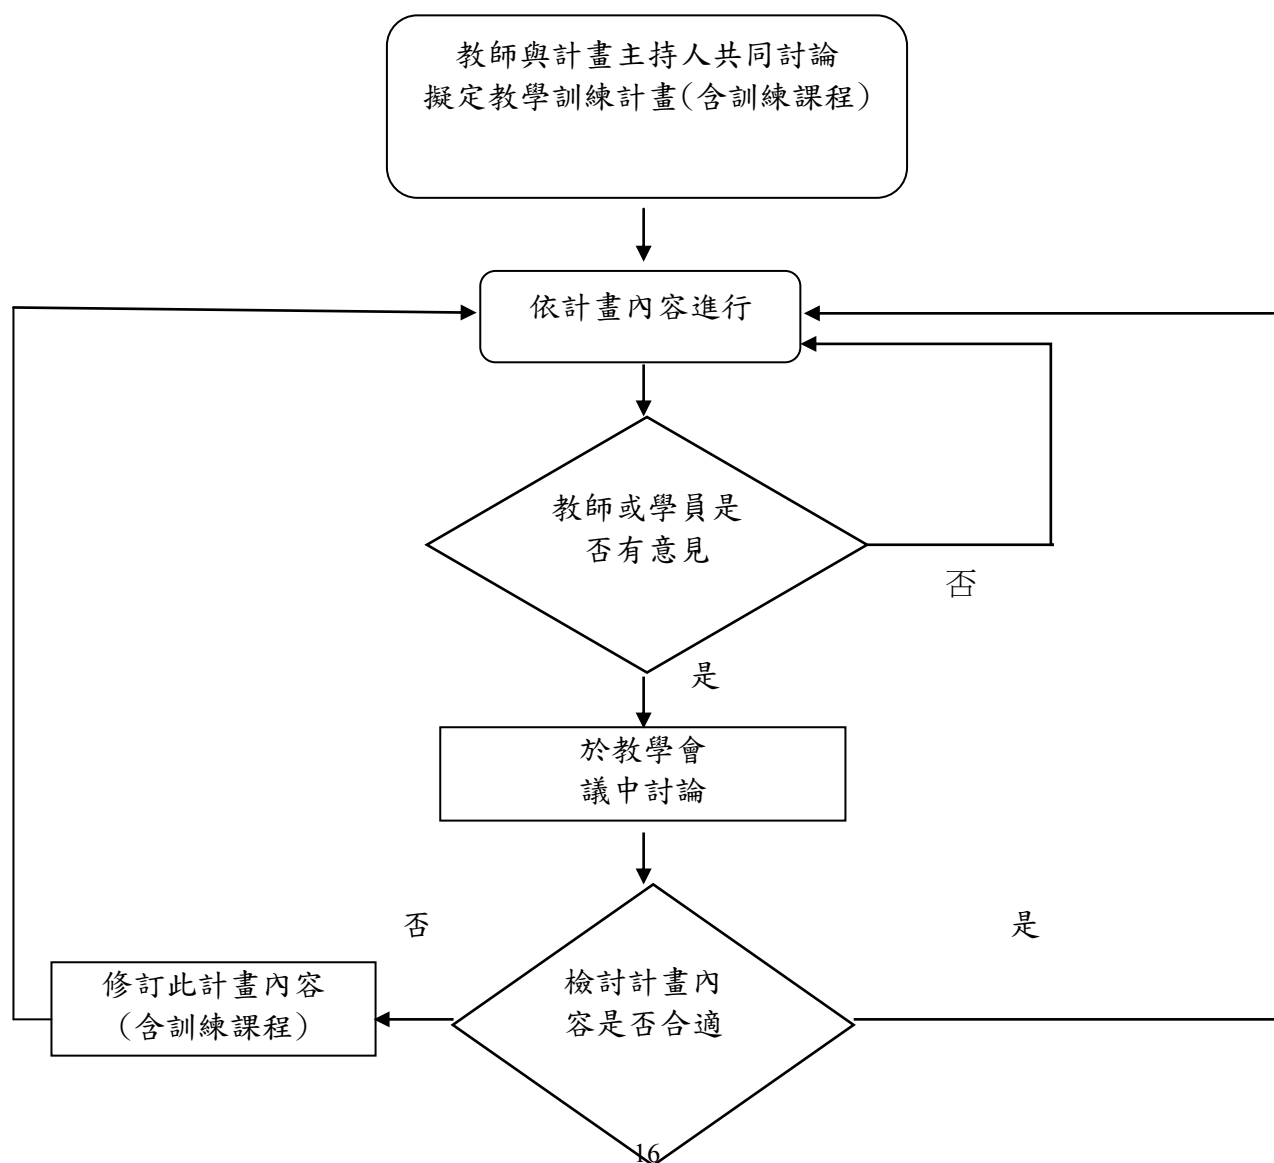 教師與計畫主持人共同討論
擬定教學訓練計畫(含訓練課程)
依計畫內容進行
教師或學員是
否有意見
否
是
於教學會
議中討論
否
是
修訂此計畫內容
(含訓練課程)
檢討計畫內
容是否合適
16